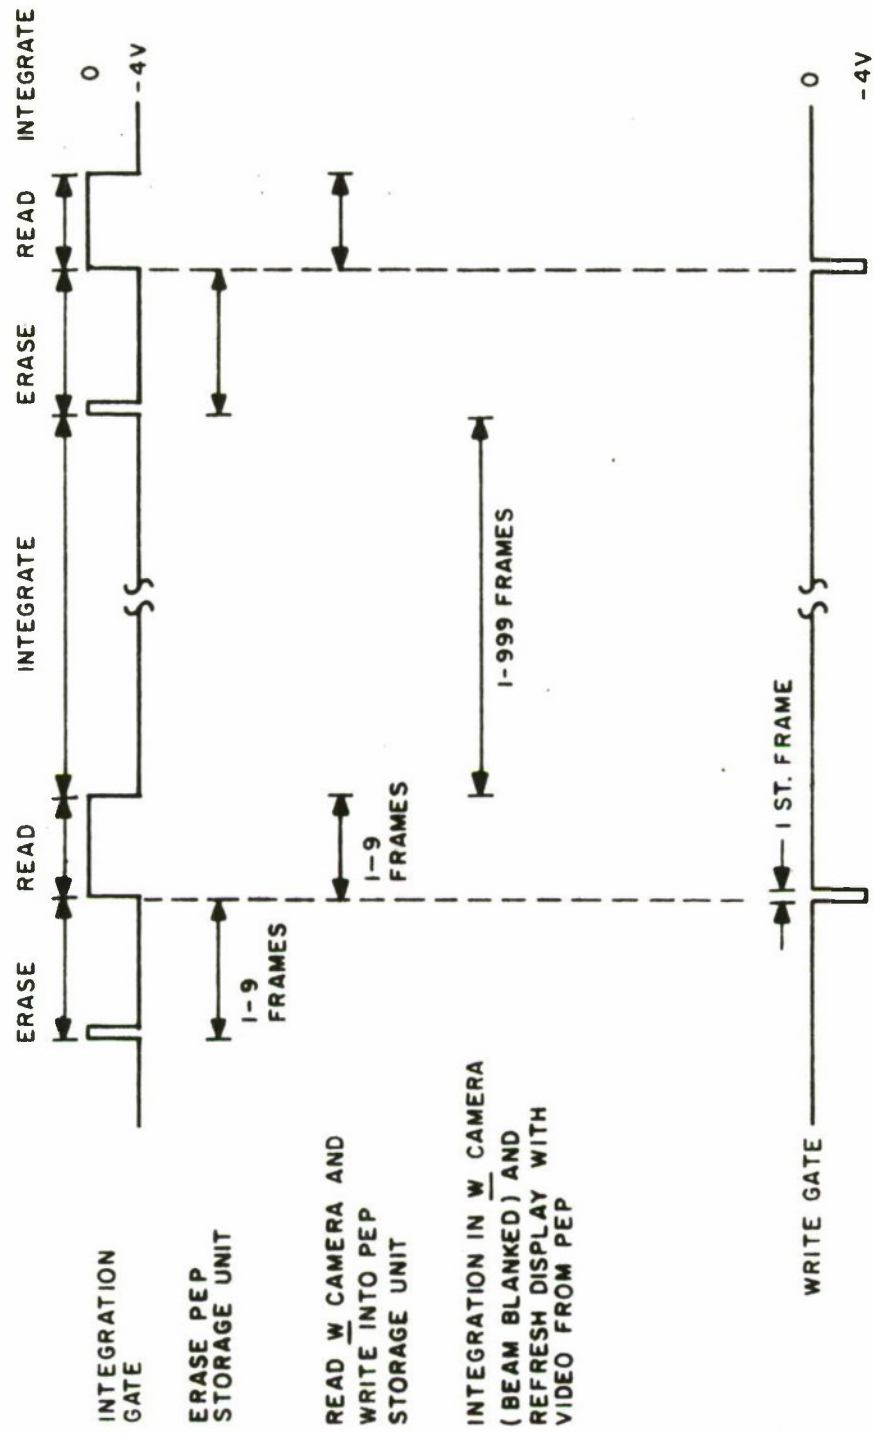 ERASE READ INTEGRATE ERASE READ INTEGRATE
INTEGRATION
GATE
0
-4V
ERASE PEP
STORAGE UNIT
1-9
FRAMES
READ W CAMERA AND
WRITE INTO PEP
STORAGE UNIT
1-9
FRAMES
INTEGRATION IN W CAMERA
(BEAM BLANKED) AND
REFRESH DISPLAY WITH
VIDEO FROM PEP
1-999 FRAMES
1 ST. FRAME
WRITE GATE
0
-4V